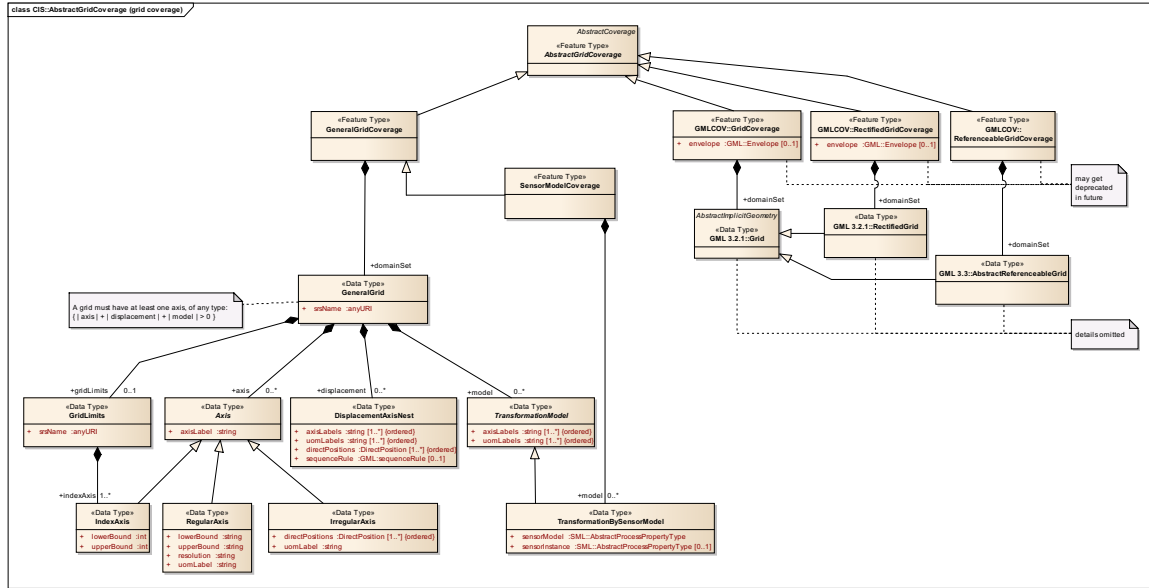 class CIS::AbstractGridCoverage (grid coverage)
AbstractCoverage
«Feature Type»
AbstractGridCoverage
«Feature Type»
GeneralGridCoverage
«Feature Type»
GMLCOV::GridCoverage
+ envelope :GML::Envelope [0..1]
«Feature Type»
GMLCOV::RectifiedGridCoverage
+ envelope :GML::Envelope [0..1]
«Feature Type»
GMLCOV::
ReferenceableGridCoverage
«Feature Type»
SensorModelCoverage
may get
deprecated
in future
+domainSet
+domainSet
AbstractImplicitGeometry
«Data Type»
GML 3.2.1::Grid
«Data Type»
GML 3.2.1::RectifiedGrid
+domainSet
«Data Type»
GML 3.3::AbstractReferenceableGrid
+domainSet
«Data Type»
GeneralGrid
+ srsName :anyURI
A grid must have at least one axis, of any type:
{ | axis | + | displacement | + | model | > 0 }
details omitted
+gridLimits 0..1
+axis 0..*
+displacement 0..*
+model 0..*
«Data Type»
GridLimits
+ srsName :anyURI
«Data Type»
Axis
+ axisLabel :string
«Data Type»
DisplacementAxisNest
+ axisLabels :string [1..*] {ordered}
+ uomLabels :string [1..*] {ordered}
+ directPositions :DirectPosition [1..*] {ordered}
+ sequenceRule :GML:sequenceRule [0..1]
«Data Type»
TransformationModel
+ axisLabels :string [1..*] {ordered}
+ uomLabels :string [1..*] {ordered}
+indexAxis 1..*
+model 0..*
«Data Type»
IndexAxis
+ lowerBound :int
+ upperBound :int
«Data Type»
RegularAxis
+ lowerBound :string
+ upperBound :string
+ resolution :string
+ uomLabel :string
«Data Type»
IrregularAxis
+ directPositions :DirectPosition [1..*] {ordered}
+ uomLabel :string
«Data Type»
TransformationBySensorModel
+ sensorModel :SML::AbstractProcessPropertyType
+ sensorInstance :SML::AbstractProcessPropertyType [0..1]